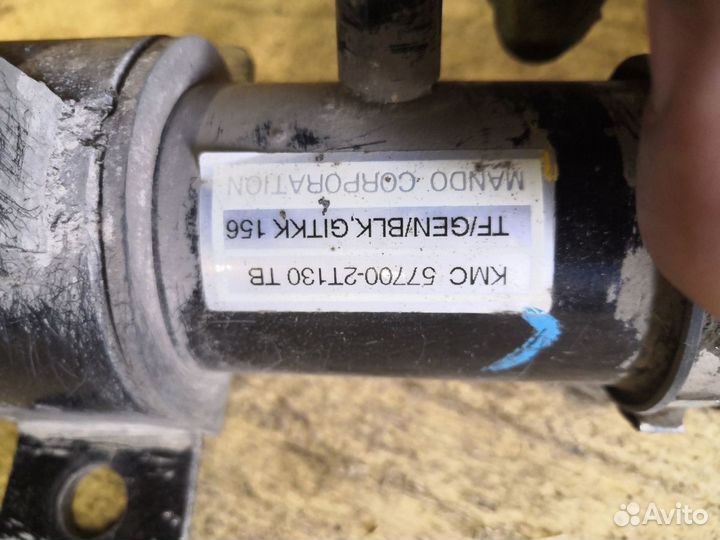 KMC 57700-2T130 TB
TF/GEN/BLK,GITKK 156
MANDO CORPORATION
Avito